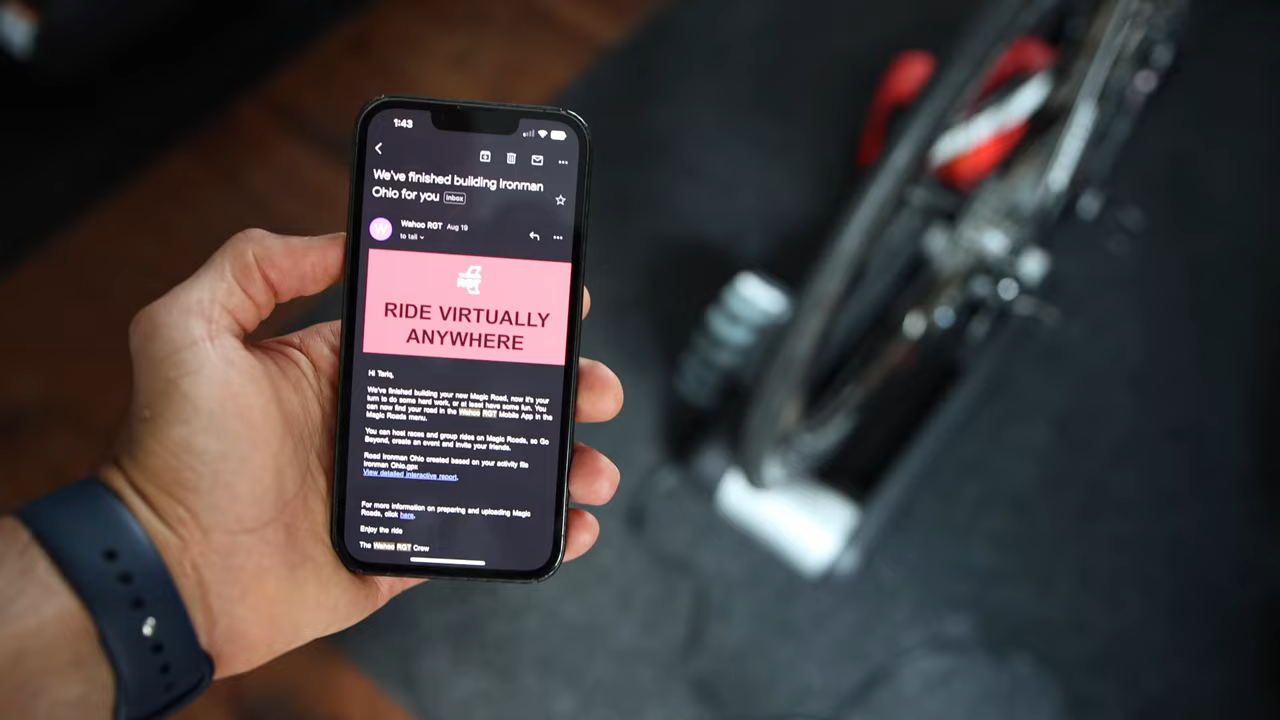 1:43
We've finished building Ironman
Ohio for you Inbox
W
Wahoo RGT Aug 19
to tali
RIDE VIRTUALLY
ANYWHERE
Hi Tariq,
We've finished building your new Magic Road, now it's your
turn to do some hard work, or at least have some fun. You
can now find your road in the Wahoo RGT Mobile App in the
Magic Roads menu.
You can host races and group rides on Magic Roads, so Go
Beyond, create an event and invite your friends.
Road Ironman Ohio created based on your activity file
Ironman Ohio.gpx
View detailed interactive report.
For more information on preparing and uploading Magic
Roads, click here.
Enjoy the ride
The Wahoo RGT Crew